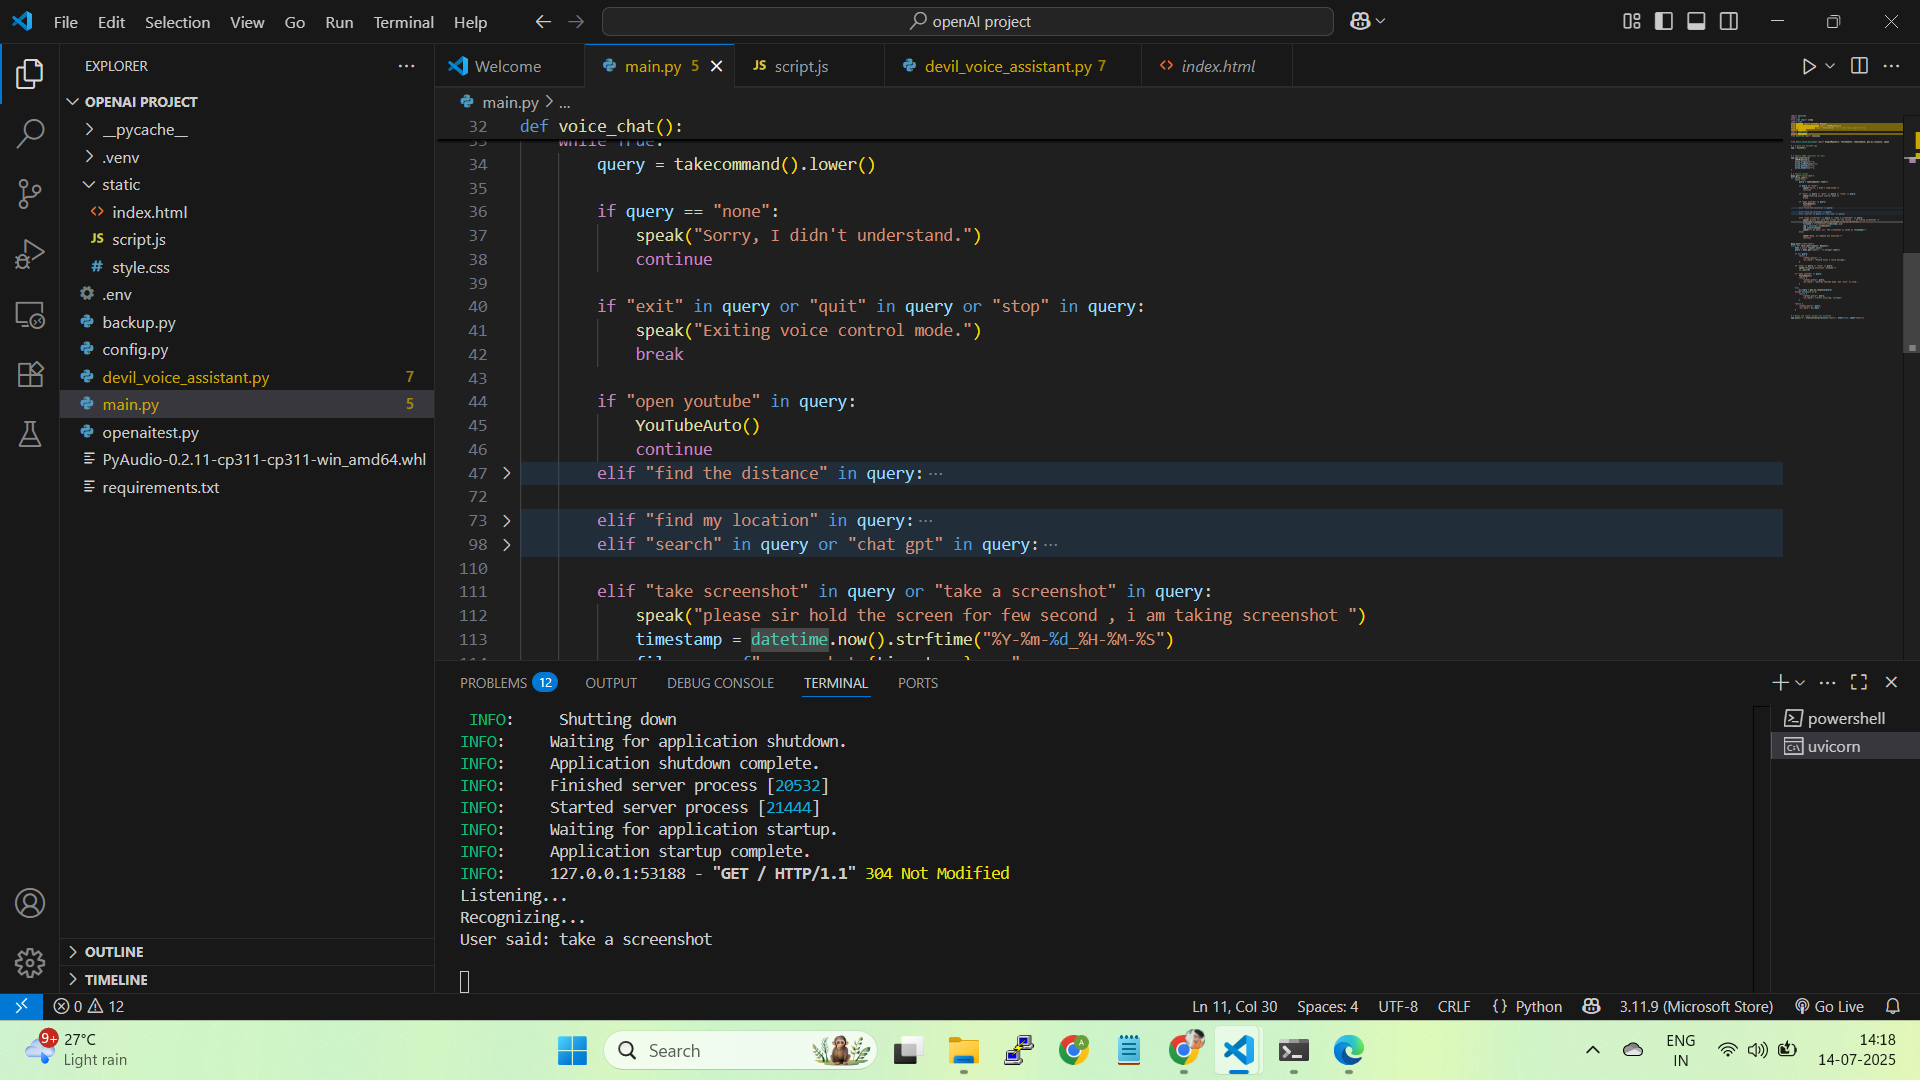 File Edit Selection View Go Run Terminal Help
openAI project
EXPLORER
OPENAI PROJECT
__pycache__
.venv
static
index.html
JS script.js
# style.css
.env
backup.py
config.py
devil_voice_assistant.py 7
main.py 5
openaitest.py
PyAudio-0.2.11-cp311-cp311-win_amd64.whl
requirements.txt
OUTLINE
TIMELINE
Welcome
main.py 5
JS script.js
devil_voice_assistant.py 7
index.html
main.py > ...
32 def voice_chat():
33 while True:
34 query = takecommand().lower()
35
36 if query == "none":
37 speak("Sorry, I didn't understand.")
38 continue
39
40 if "exit" in query or "quit" in query or "stop" in query:
41 speak("Exiting voice control mode.")
42 break
43
44 if "open youtube" in query:
45 YouTubeAuto()
46 continue
47 elif "find the distance" in query:···
72
73 elif "find my location" in query:···
98 elif "search" in query or "chat gpt" in query:···
110
111 elif "take screenshot" in query or "take a screenshot" in query:
112 speak("please sir hold the screen for few second , i am taking screenshot ")
113 timestamp = datetime.now().strftime("%Y-%m-%d_%H-%M-%S")
PROBLEMS 12 OUTPUT DEBUG CONSOLE TERMINAL PORTS
INFO: Shutting down
INFO: Waiting for application shutdown.
INFO: Application shutdown complete.
INFO: Finished server process [20532]
INFO: Started server process [21444]
INFO: Waiting for application startup.
INFO: Application startup complete.
INFO: 127.0.0.1:53188 - "GET / HTTP/1.1" 304 Not Modified
Listening...
Recognizing...
User said: take a screenshot
powershell
uvicorn
0 12
Ln 11, Col 30 Spaces: 4 UTF-8 CRLF {} Python 3.11.9 (Microsoft Store) Go Live
9+
27°C
Light rain
Search
ENG
IN
14:18
14-07-2025